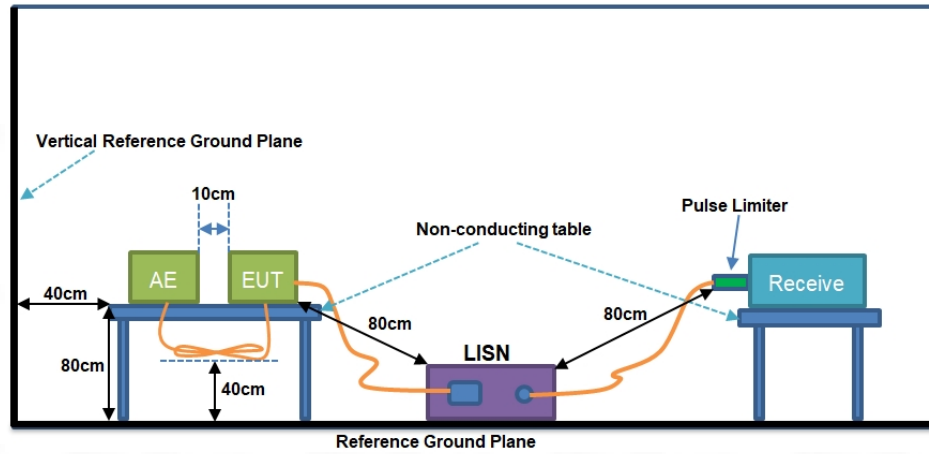 Vertical Reference Ground Plane
10cm
Pulse Limiter
Non-conducting table
AE
EUT
Receive
40cm
80cm
80cm
LISN
80cm
40cm
Reference Ground Plane